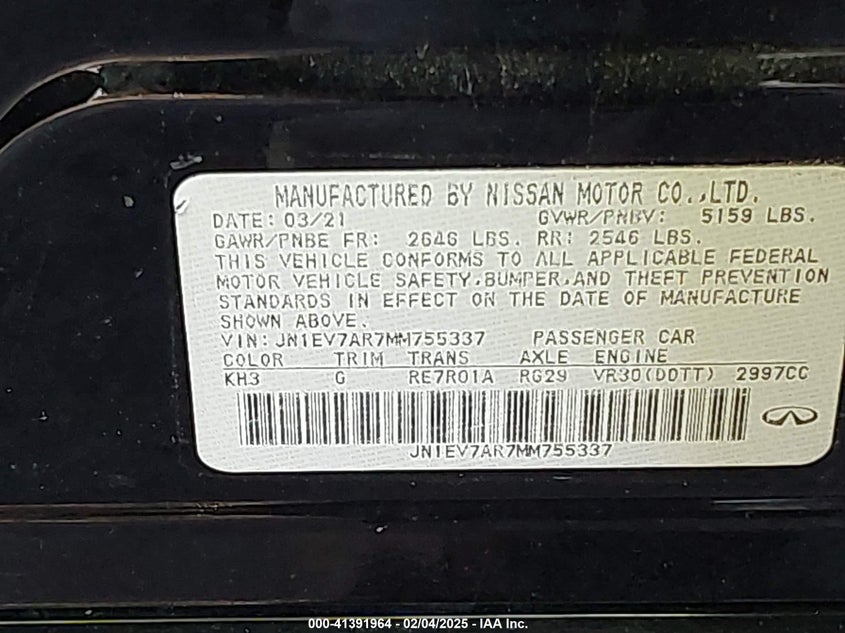 MANUFACTURED BY NISSAN MOTOR CO.,LTD.
DATE: 03/21 GVWR/PNBV: 5159 LBS.
GAWR/PNBE FR: 2646 LBS. RR: 2546 LBS.
THIS VEHICLE CONFORMS TO ALL APPLICABLE FEDERAL
MOTOR VEHICLE SAFETY,BUMPER,AND THEFT PREVENTION
STANDARDS IN EFFECT ON THE DATE OF MANUFACTURE
SHOWN ABOVE.
VIN: JN1EV7AR7MM755337 PASSENGER CAR
COLOR TRIM TRANS AXLE ENGINE
KH3 G RE7R01A RG29 VR30(DDTT) 2997CC
JN1EV7AR7MM755337
000-41391964 – 02/04/2025 - IAA Inc.